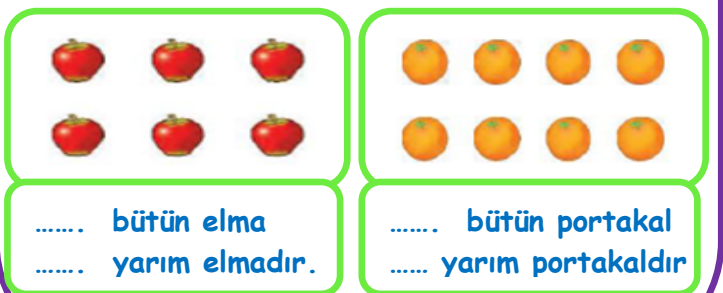 ……. bütün elma
……. yarım elmadır.
……. bütün portakal
…… yarım portakaldır